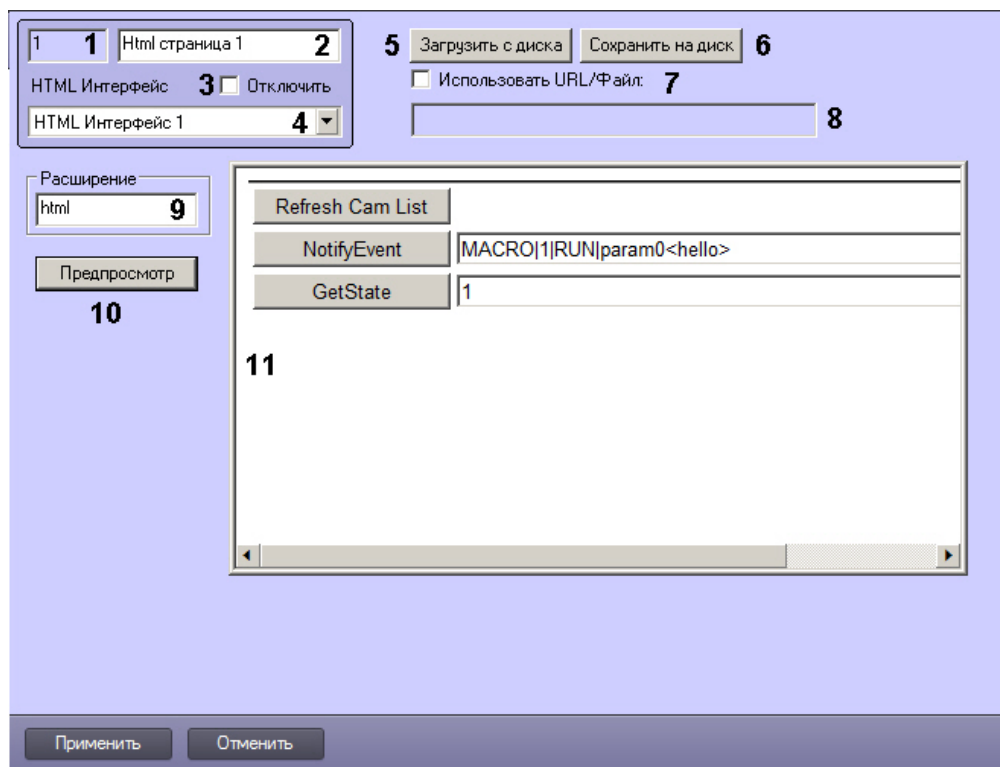 1 1 Html страница 1 2
HTML Интерфейс 3 Отключить
HTML Интерфейс 1 4
5 Загрузить с диска Сохранить на диск 6
Использовать URL/Файл: 7
8
Расширение
html 9
Предпросмотр
10
Refresh Cam List
NotifyEvent MACRO|1|RUN|param0<hello>
GetState 1
11
Применить Отменить